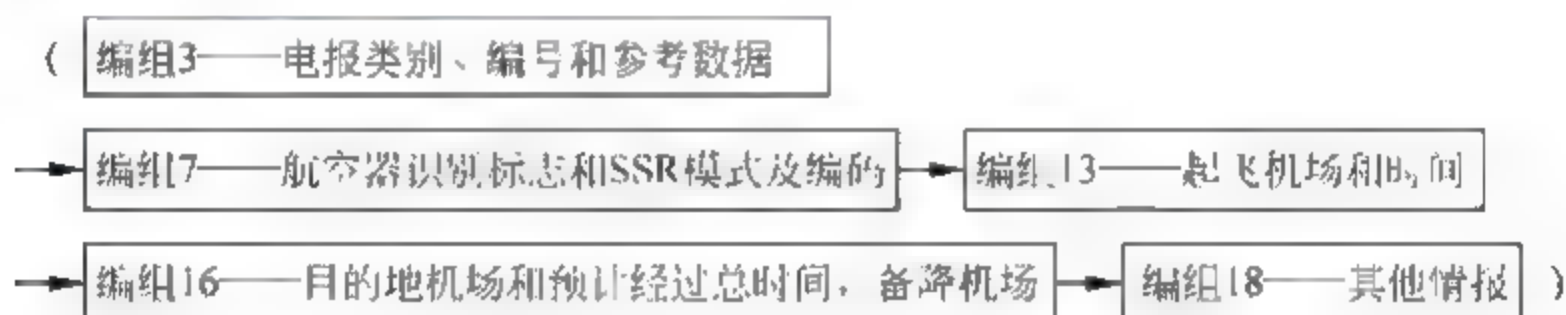 ( 编组3——电报类别、编号和参考数据
编组7——航空器识别标志和SSR模式及编码 编组13——起飞机场和时间
编组16——目的地机场和预计经过总时间，备降机场 编组18——其他情报 )